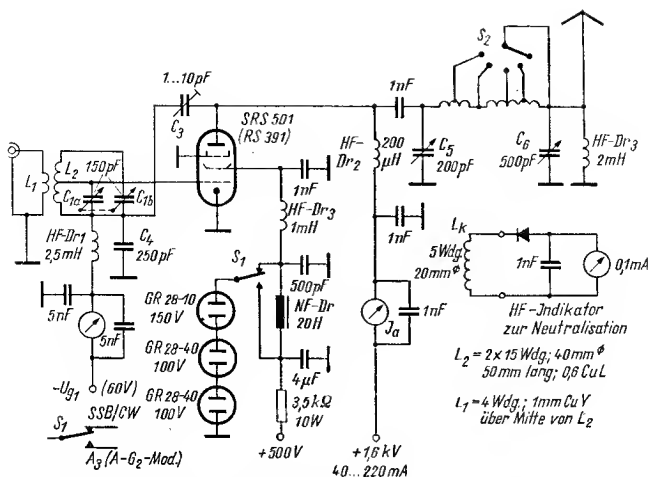 S₂
1...10pF
C₃
SRS 501
(RS 391)
1nF
L₁
L₂
150pF
C₁ₐ
C₁b
HF-Dr1
2,5mH
C₄
250pF
5nF
5nF
-Ug₁ (60V)
S₁
SSB/CW
A₃ (A-G₂-Mod.)
S₁
GR 28-10
150V
GR 28-40
100V
GR 28-40
100V
1nF
HF-Dr₃
1mH
500pF
NF-Dr
20H
4µF
3,5kΩ
10W
+500V
HF-
Dr₂
200
µH
1nF
Ja
1nF
+1,6 kV
40...220mA
C₅
200pF
C₆
500pF
HF-Dr₃
2mH
Lk
5Wdg.
20mm⌀
1nF
0,1mA
HF-Indikator
zur Neutralisation
L₂ = 2 x 15 Wdg; 40mm⌀
50mm lang; 0,6 CuL
L₁ = 4 Wdg.; 1mm CuY
über Mitte von L₂